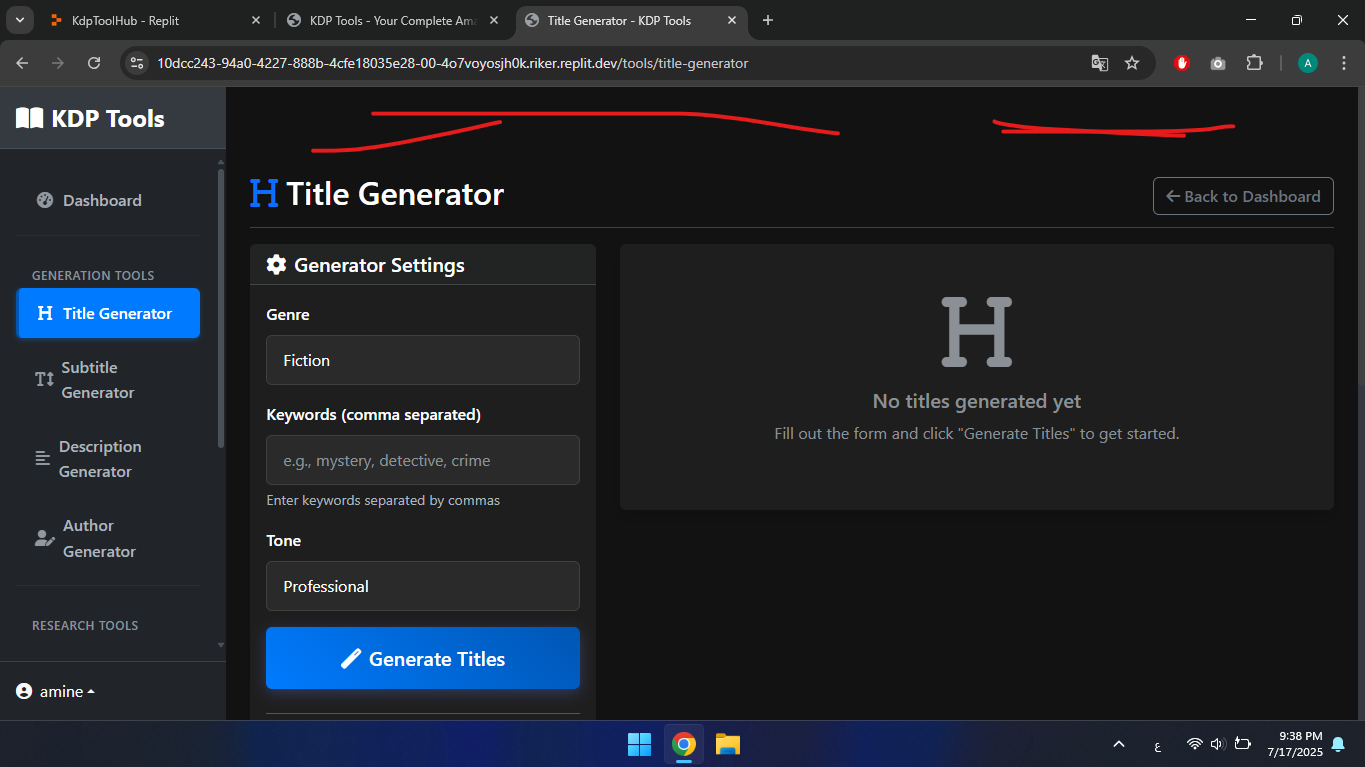 KdpToolHub - Replit
KDP Tools - Your Complete Ama
Title Generator - KDP Tools
10dcc243-94a0-4227-888b-4cfe18035e28-00-4o7voyosjh0k.riker.replit.dev/tools/title-generator
A
KDP Tools
Dashboard
GENERATION TOOLS
Title Generator
Subtitle
Generator
Description
Generator
Author
Generator
RESEARCH TOOLS
amine
Title Generator
← Back to Dashboard
Generator Settings
Genre
Fiction
Keywords (comma separated)
e.g., mystery, detective, crime
Enter keywords separated by commas
Tone
Professional
Generate Titles
No titles generated yet
Fill out the form and click "Generate Titles" to get started.
ع
9:38 PM
7/17/2025